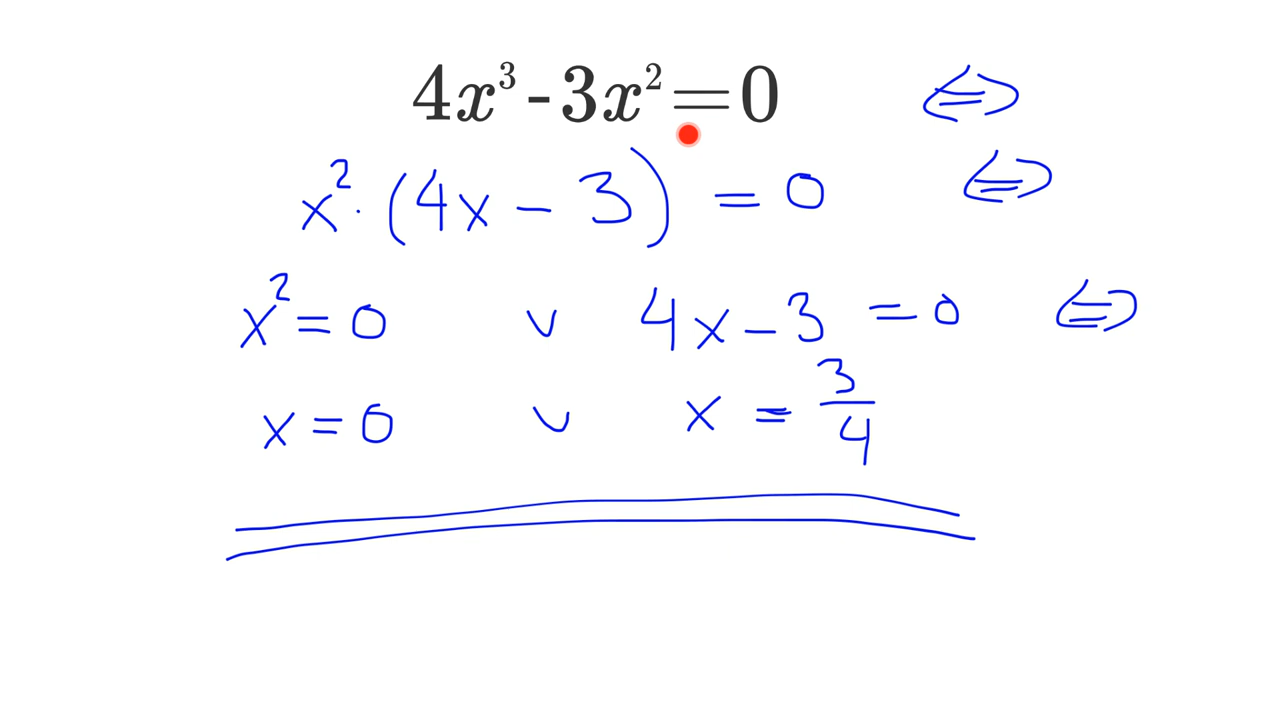 4x³ - 3x² = 0 ⇔
x² · (4x − 3) = 0 ⇔
x² = 0 ∨ 4x − 3 = 0 ⇔
x = 0 ∨ x = 3/4